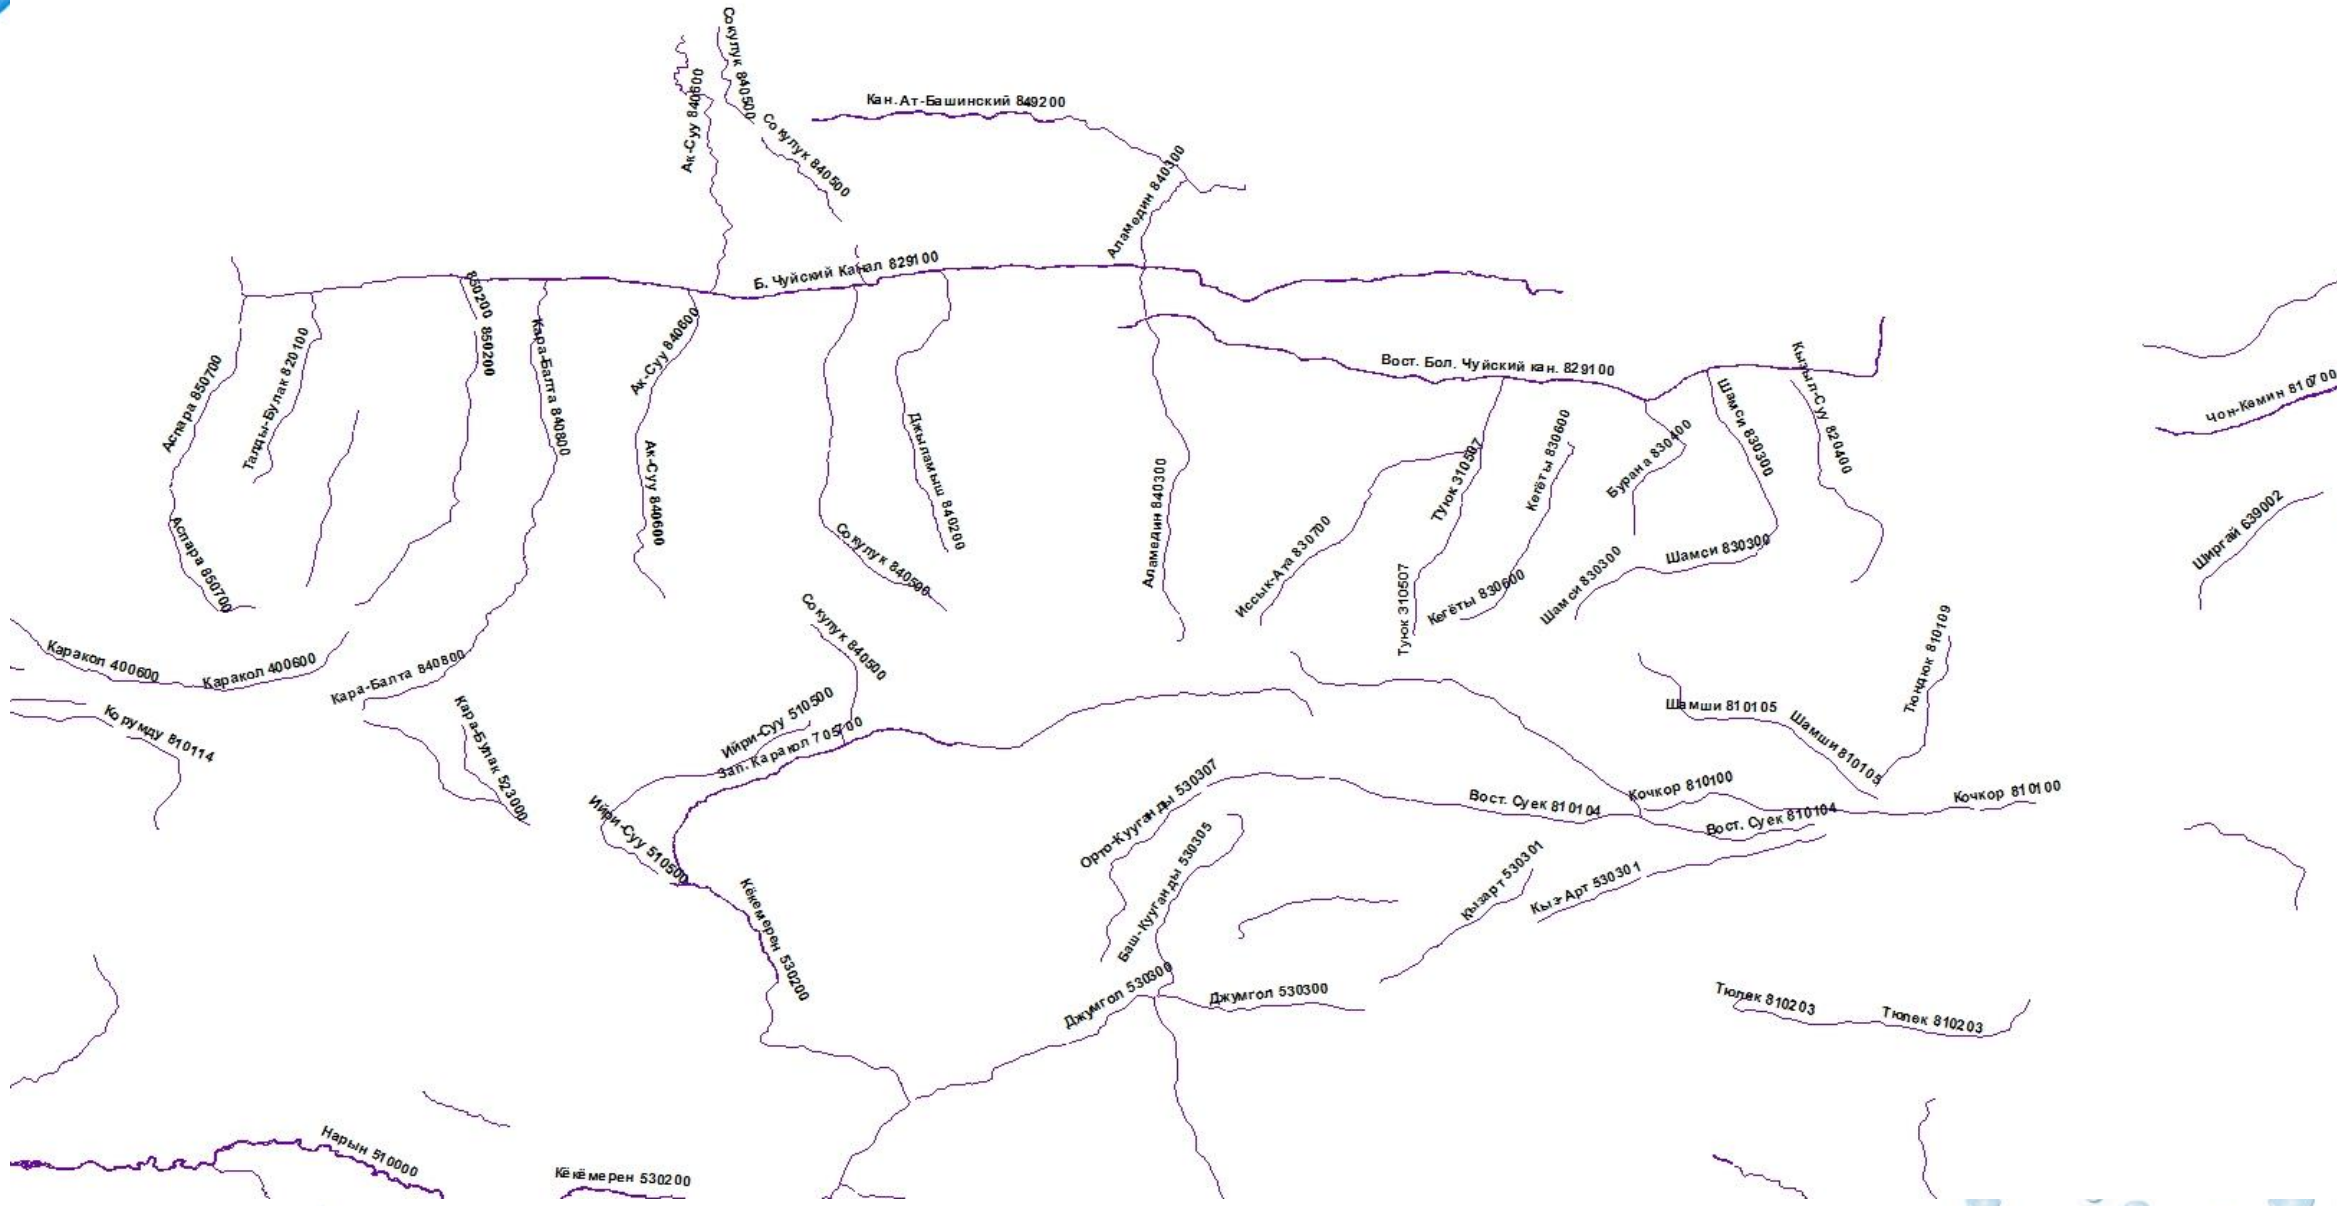 Сокулук 840500
Ак-Суу 840600
Кан. Ат-Башинский 849200
Сокулук 840500
Аламедин 840300
Б. Чуйский Канал 829100
850200
850200
Аспара 850700
Талды-Булак 820100
Кара-Балта 840800
Ак-Суу 840600
Вост. Бол. Чуйский кан. 829100
Кызыл-Суу 820400
Чон-Кемин 810700
Шамси 830300
Джыламыш 840200
Ак-Суу 840600
Туюк 310507
Кегёты 830600
Бурана 830400
Аламедин 840300
Ширгай 639002
Аспара 850700
Сокулук 840500
Иссык-Ата 830700
Шамси 830300
Шамси 830300
Туюк 310507
Кегёты 830600
Сокулук 840500
Каракол 400600
Каракол 400600
Кара-Балта 840800
Тюндюк 810109
Корумду 810114
Кара-Булак 523000
Ийри-Суу 510500
Зап. Каракол 705700
Шамши 810105
Шамши 810105
Орто-Кууганды 530307
Кочкор 810100
Кочкор 810100
Вост. Суек 810104
Вост. Суек 810104
Ийри-Суу 510500
Баш-Кууганды 530305
Кызарт 530301
Кыз-Арт 530301
Кёкемерен 530200
Джумгол 530300
Джумгол 530300
Тюлек 810203
Тюлек 810203
Нарын 510000
Кёкёмерен 530200